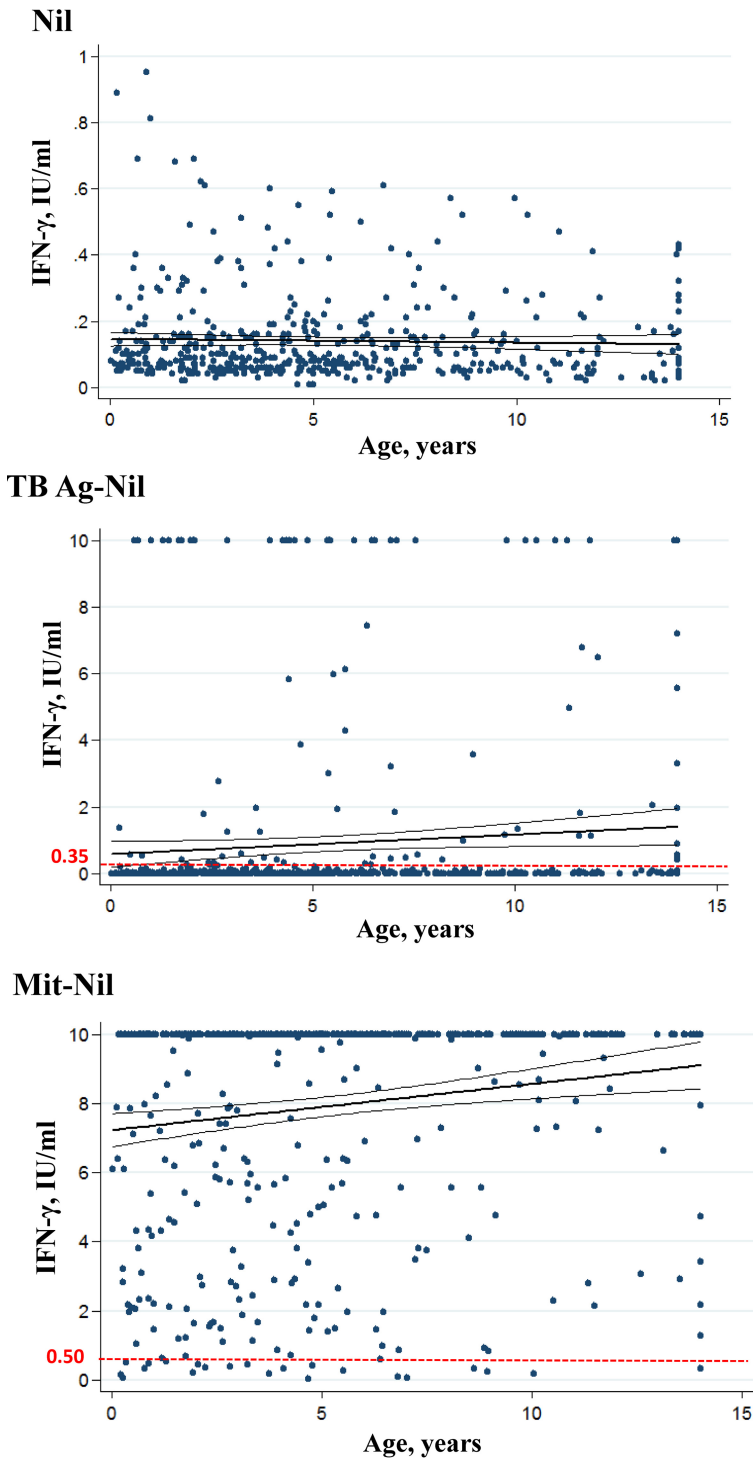 Nil
1
.8
.6
.4
.2
0
IFN-γ, IU/ml
0 5 10 15
Age, years
TB Ag-Nil
10
8
6
4
2
0.35
0
IFN-γ, IU/ml
0 5 10 15
Age, years
Mit-Nil
10
8
6
4
2
0.50
0
IFN-γ, IU/ml
0 5 10 15
Age, years